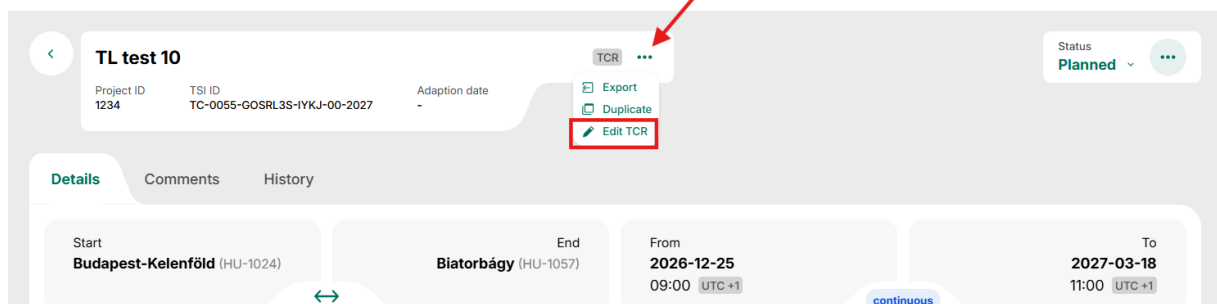 TL test 10
TCR
Status
Planned
Project ID
1234
TSI ID
TC-0055-GOSRL3S-IYKJ-00-2027
Adaption date
-
Export
Duplicate
Edit TCR
Details Comments History
Start
Budapest-Kelenföld (HU-1024)
End
Biatorbágy (HU-1057)
From
2026-12-25
09:00 UTC +1
continuous
To
2027-03-18
11:00 UTC +1